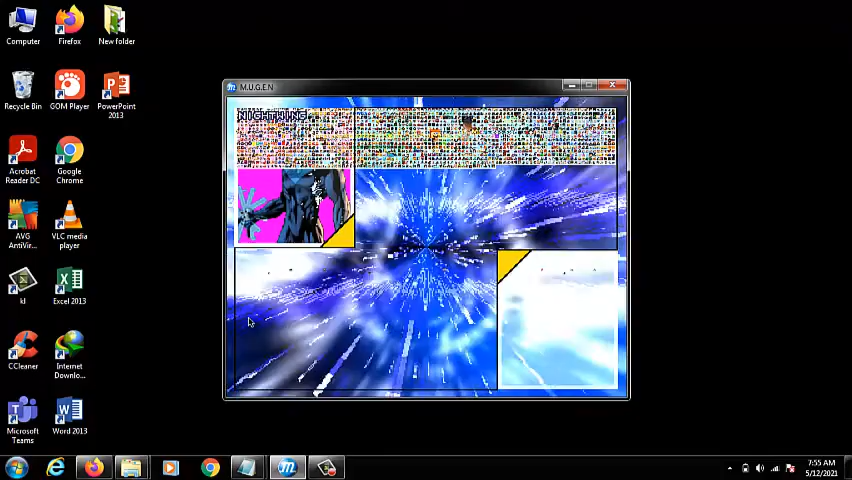 Computer
Firefox
New folder
Recycle Bin
GOM Player
PowerPoint
2013
Acrobat
Reader DC
Google
Chrome
AVG
AntiVir...
VLC media
player
kl
Excel 2013
CCleaner
Internet
Downlo...
Microsoft
Teams
Word 2013
M.U.G.E.N
NIGHTWING
7:55 AM
5/12/2021